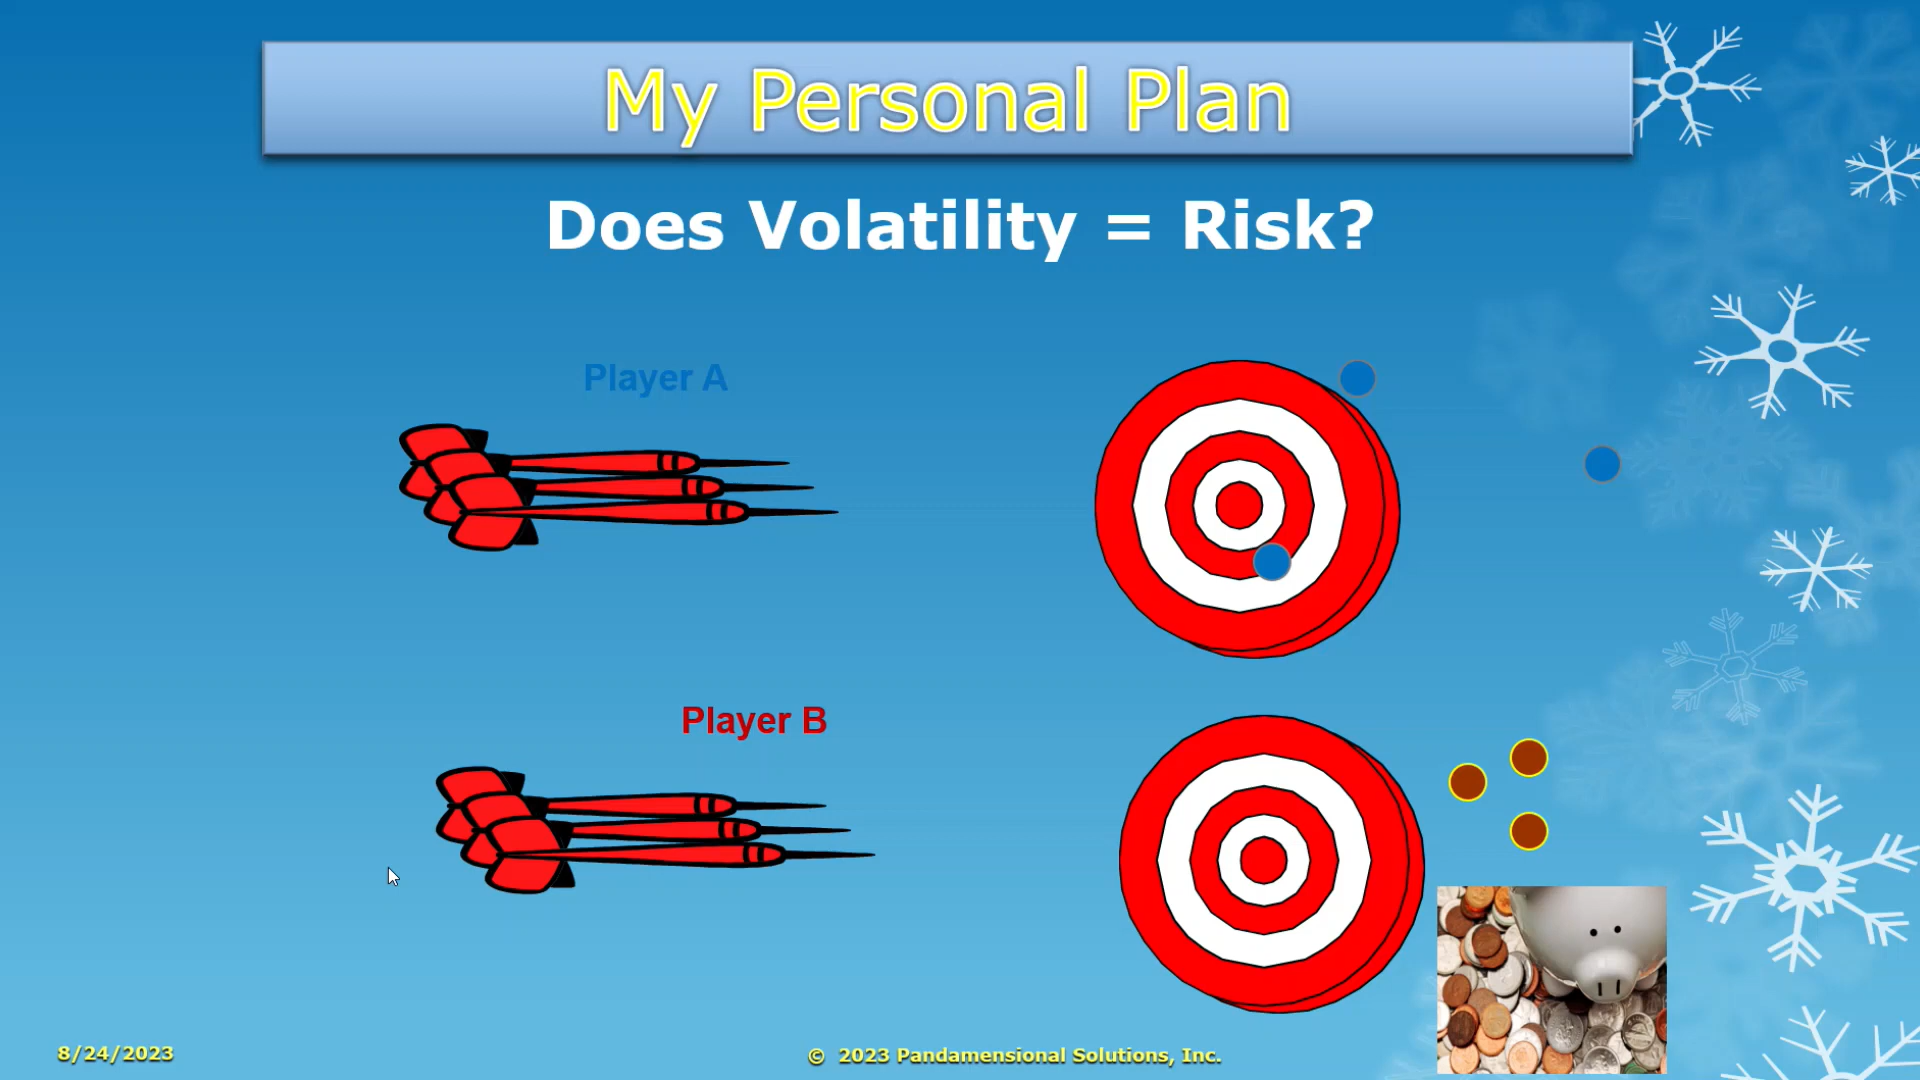 My Personal Plan
Does Volatility = Risk?
Player A
Player B
8/24/2023
© 2023 Pandamensional Solutions, Inc.